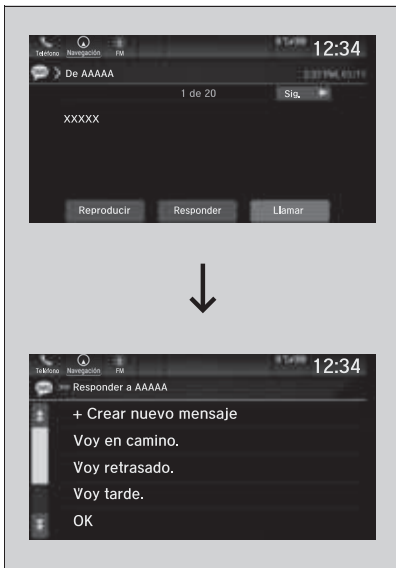 Teléfono Navegación FM 12:34
De AAAAA
1 de 20 Sig.
XXXXX
Reproducir Responder Llamar
Teléfono Navegación FM 12:34
Responder a AAAAA
+ Crear nuevo mensaje
Voy en camino.
Voy retrasado.
Voy tarde.
OK